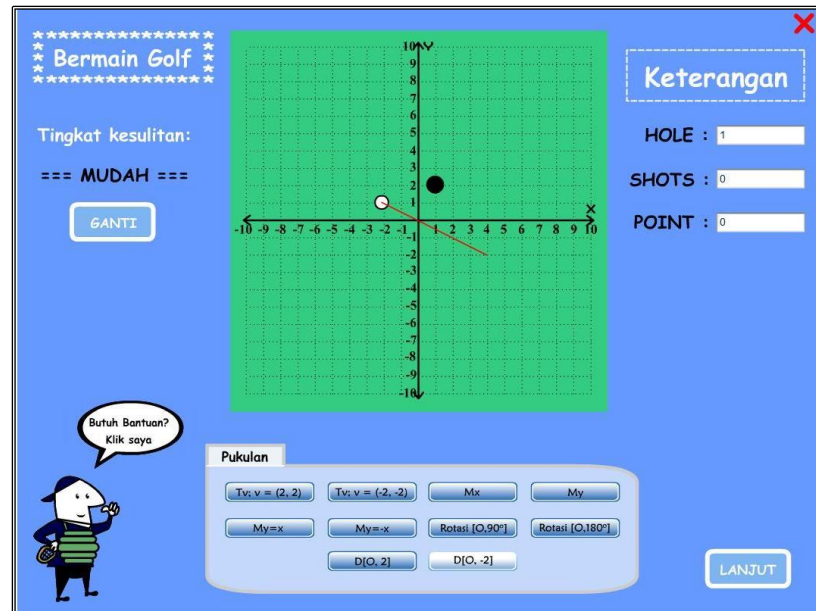 Bermain Golf
Tingkat kesulitan:
=== MUDAH ===
GANTI
Y
10
9
8
7
6
5
4
3
2
1
X
-10 -9 -8 -7 -6 -5 -4 -3 -2 -1 1 2 3 4 5 6 7 8 9 10
-1
-2
-3
-4
-5
-6
-7
-8
-9
-10
Keterangan
HOLE : 1
SHOTS : 0
POINT : 0
Butuh Bantuan?
Klik saya
Pukulan
Tv; v = (2, 2) Tv; v = (-2, -2) Mx My
My=x My=-x Rotasi [O,90º] Rotasi [O,180º]
D[O, 2] D[O, -2]
LANJUT